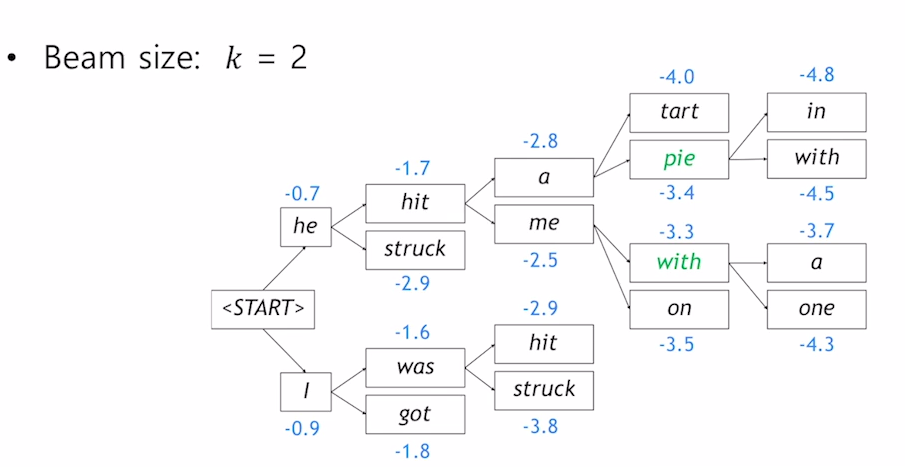 • Beam size: k = 2
-4.0
-4.8
tart
in
-2.8
-1.7
a
pie
with
-0.7
hit
-3.4
-4.5
he
me
-3.3
-3.7
struck
-2.5
with
a
-2.9
<START>
-2.9
on
one
-1.6
hit
-3.5
-4.3
was
I
struck
got
-0.9
-3.8
-1.8